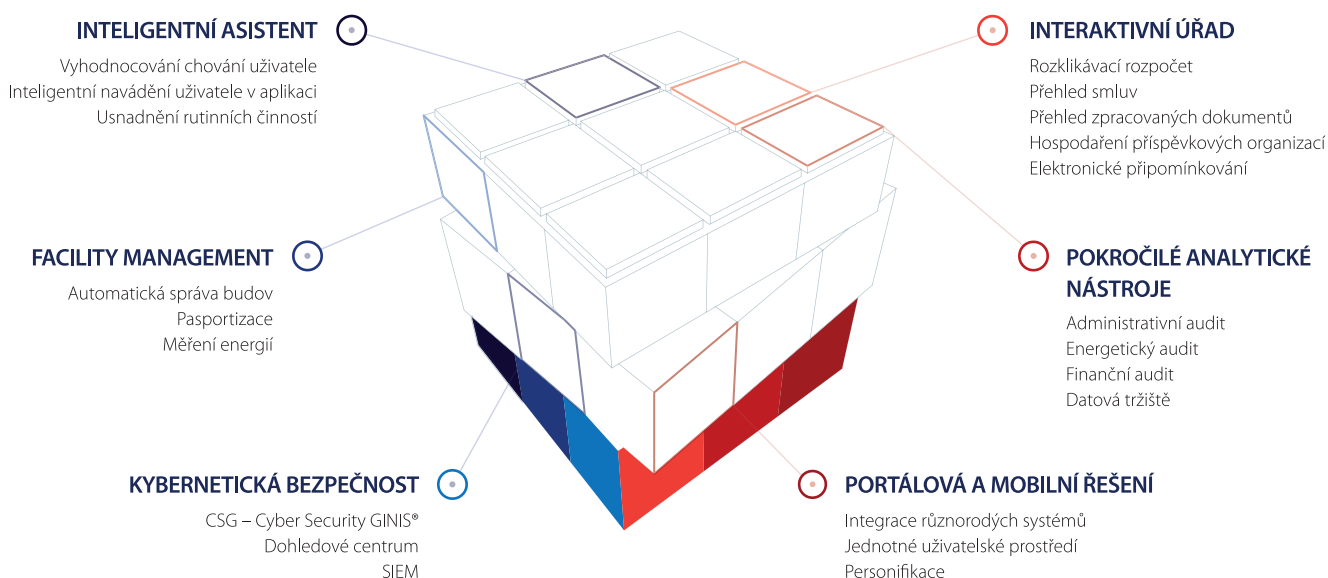 INTELIGENTNÍ ASISTENT
Vyhodnocování chování uživatele
Inteligentní navádění uživatele v aplikaci
Usnadnění rutinních činností
INTERAKTIVNÍ ÚŘAD
Rozklikávací rozpočet
Přehled smluv
Přehled zpracovaných dokumentů
Hospodaření příspěvkových organizací
Elektronické připomínkování
FACILITY MANAGEMENT
Automatická správa budov
Pasportizace
Měření energií
POKROČILÉ ANALYTICKÉ
NÁSTROJE
Administrativní audit
Energetický audit
Finanční audit
Datová tržiště
KYBERNETICKÁ BEZPEČNOST
CSG – Cyber Security GINIS®
Dohledové centrum
SIEM
PORTÁLOVÁ A MOBILNÍ ŘEŠENÍ
Integrace různorodých systémů
Jednotné uživatelské prostředí
Personifikace